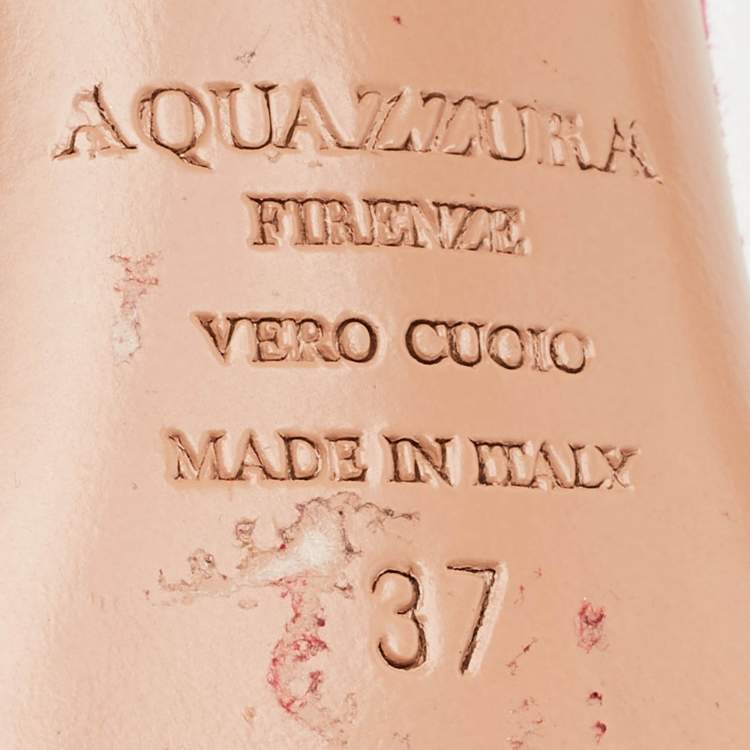 AQUAZZURA
FIRENZE
VERO CUOIO
MADE IN ITALY
37